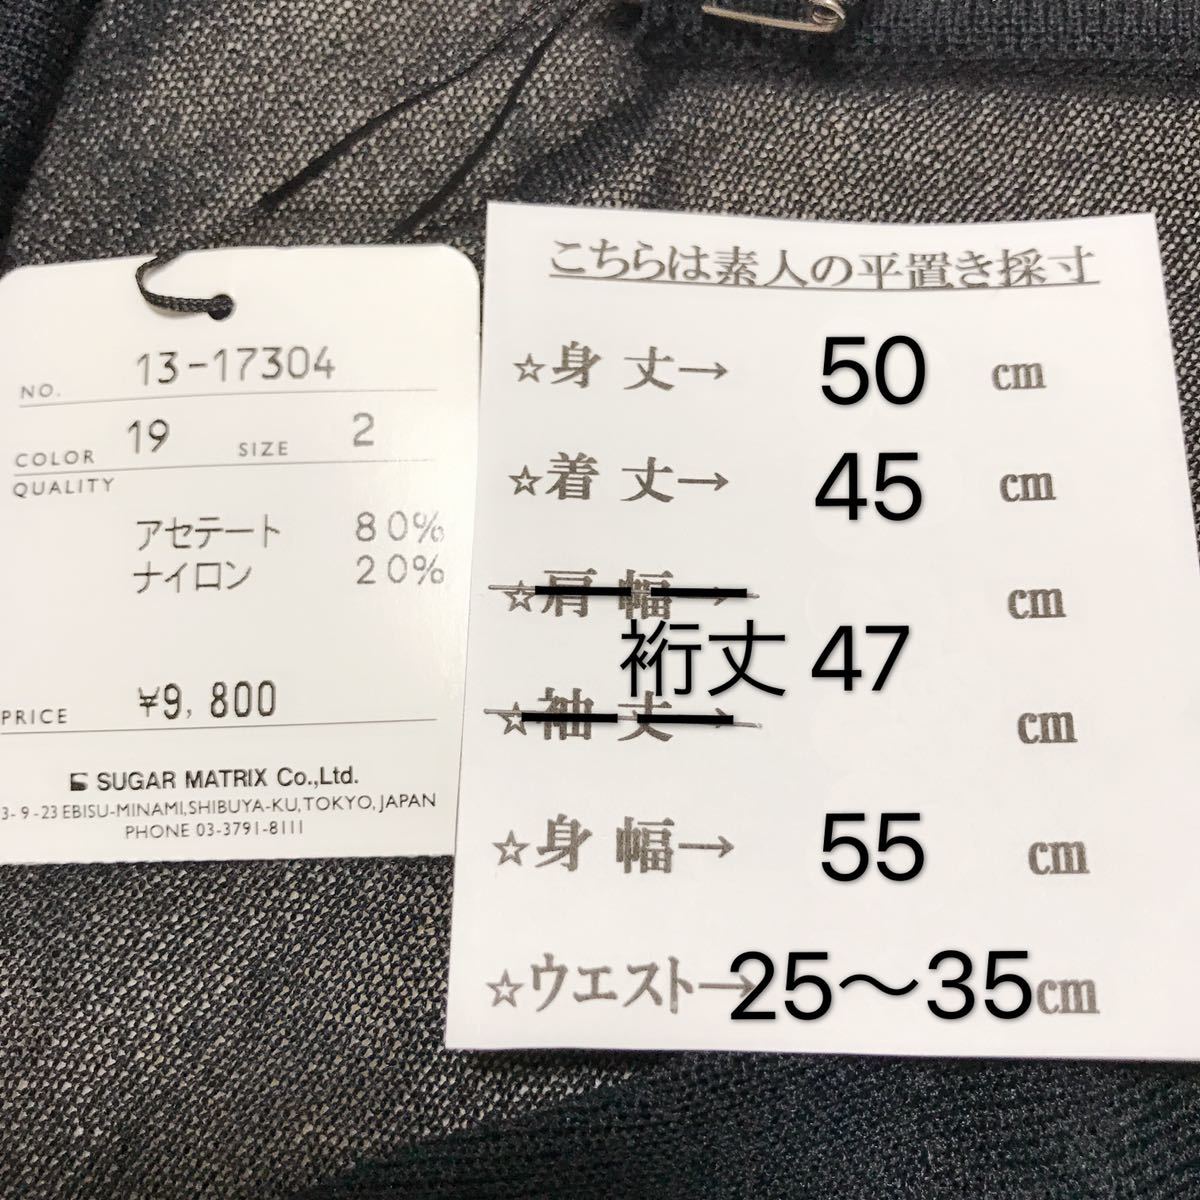 NO. 13-17304
COLOR 19 SIZE 2
QUALITY
アセテート 80%
ナイロン 20%
PRICE ¥9,800
SUGAR MATRIX Co.,Ltd.
3-9-23 EBISU-MINAMI,SHIBUYA-KU,TOKYO,JAPAN
PHONE 03-3791-8111
こちらは素人の平置き採寸
☆身 丈→ 50 cm
☆着 丈→ 45 cm
☆肩 幅→ cm
裄丈 47
☆袖 丈→ cm
☆身 幅→ 55 cm
☆ウエスト→25〜35cm